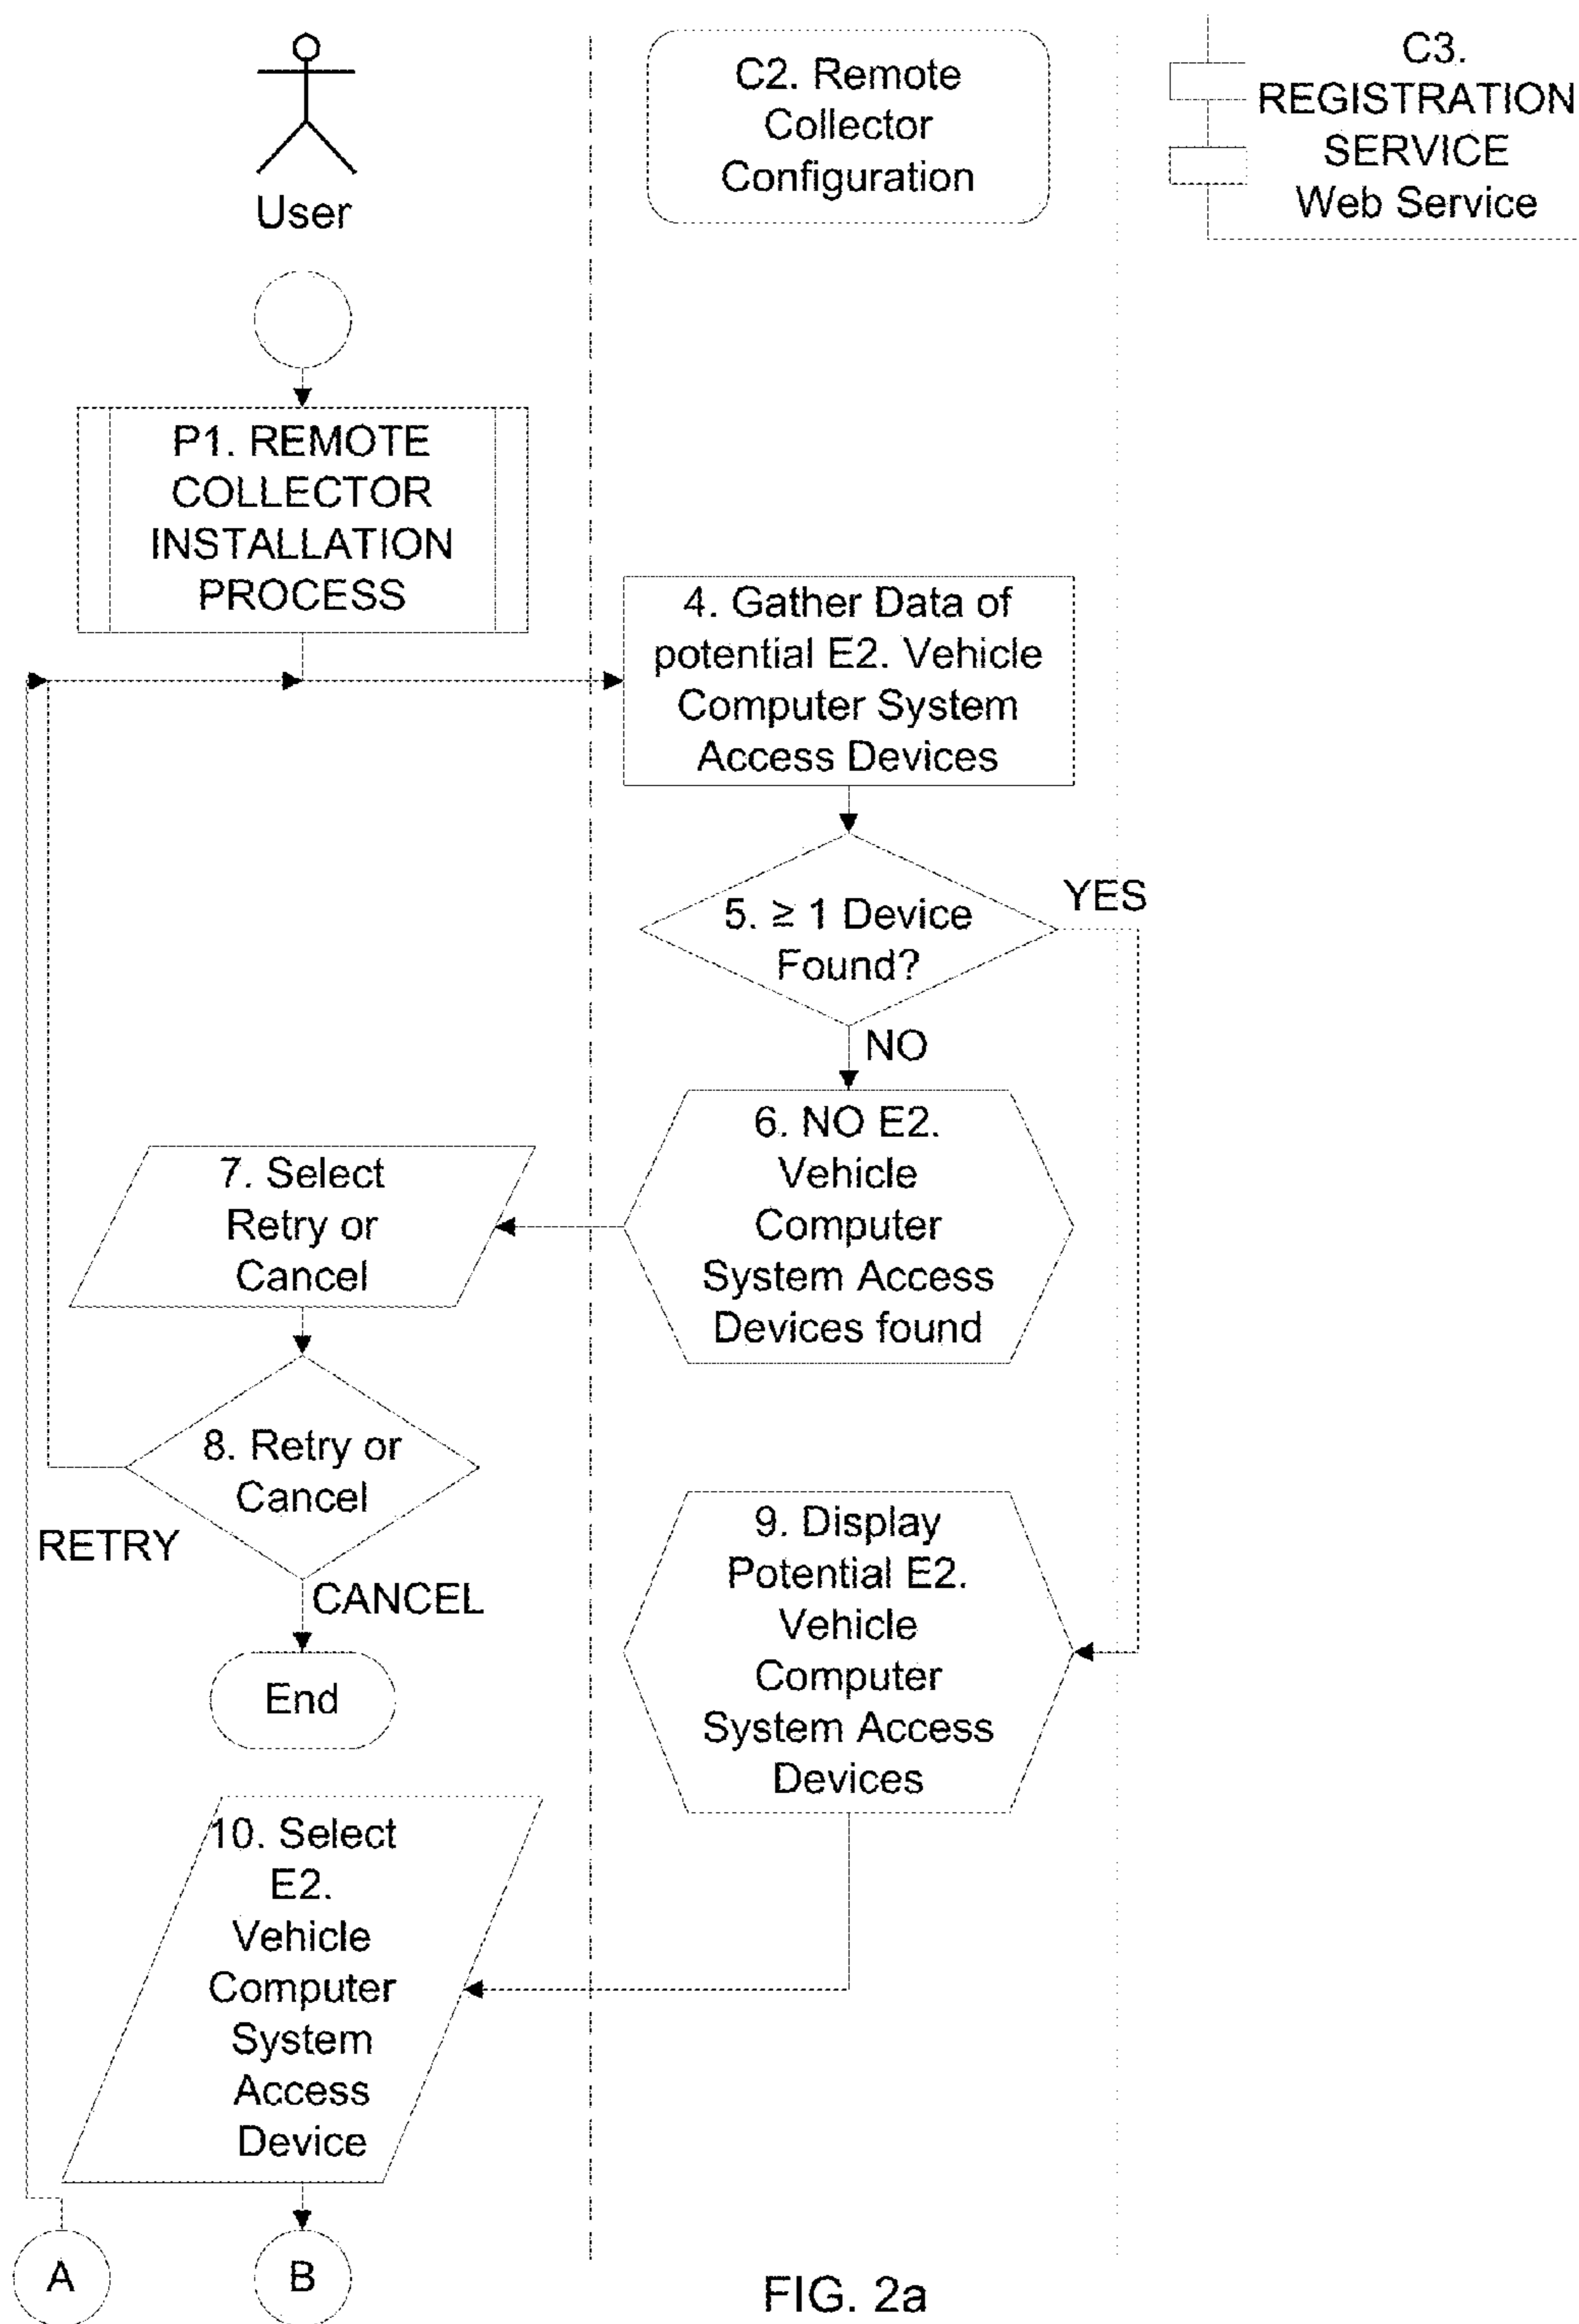 User
C2. Remote
Collector
Configuration
C3.
REGISTRATION
SERVICE
Web Service
P1. REMOTE
COLLECTOR
INSTALLATION
PROCESS
4. Gather Data of
potential E2. Vehicle
Computer System
Access Devices
5. ≥ 1 Device
Found?
YES
NO
6. NO E2.
Vehicle
Computer
System Access
Devices found
7. Select
Retry or
Cancel
8. Retry or
Cancel
RETRY
CANCEL
End
9. Display
Potential E2.
Vehicle
Computer
System Access
Devices
10. Select
E2.
Vehicle
Computer
System
Access
Device
A
B
FIG. 2a